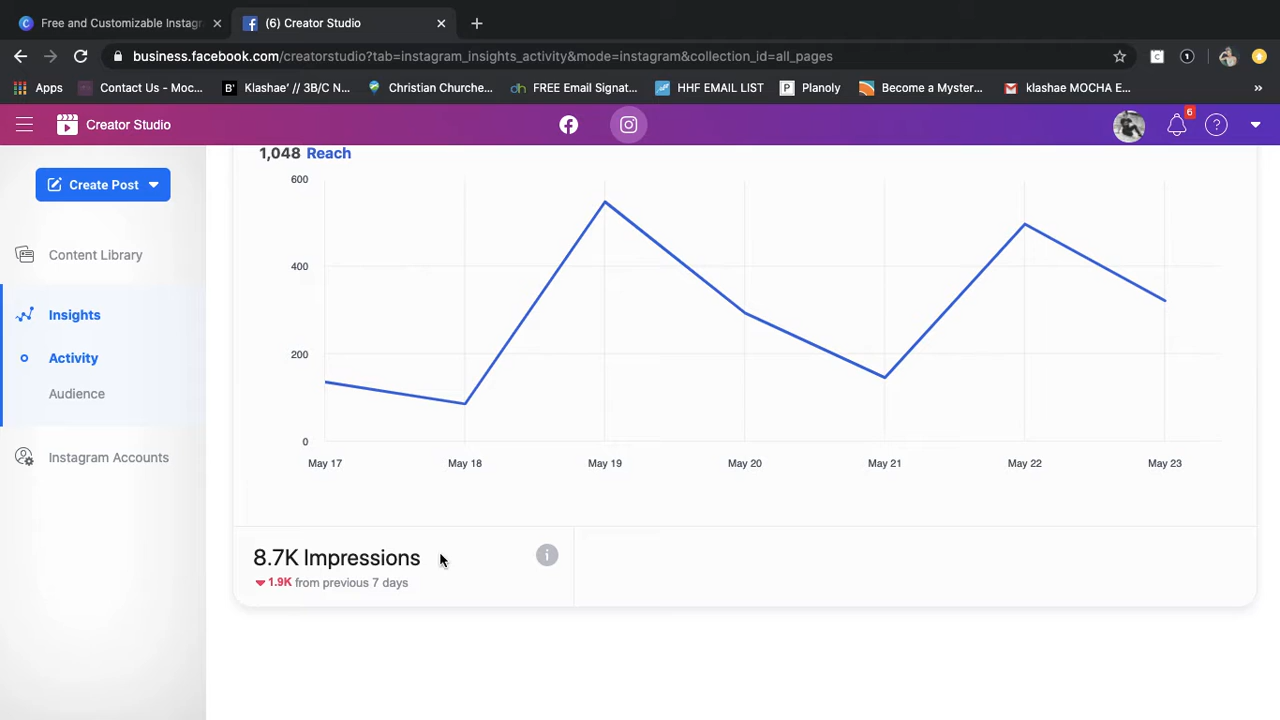 Free and Customizable Instagr
(6) Creator Studio
business.facebook.com/creatorstudio?tab=instagram_insights_activity&mode=instagram&collection_id=all_pages
Apps
Contact Us - Moc...
Klashae' // 3B/C N...
Christian Churche...
FREE Email Signat...
HHF EMAIL LIST
Planoly
Become a Myster...
klashae MOCHA E...
Creator Studio
6
Create Post
Content Library
Insights
Activity
Audience
Instagram Accounts
1,048 Reach
600
400
200
0
May 17
May 18
May 19
May 20
May 21
May 22
May 23
8.7K Impressions
1.9K from previous 7 days